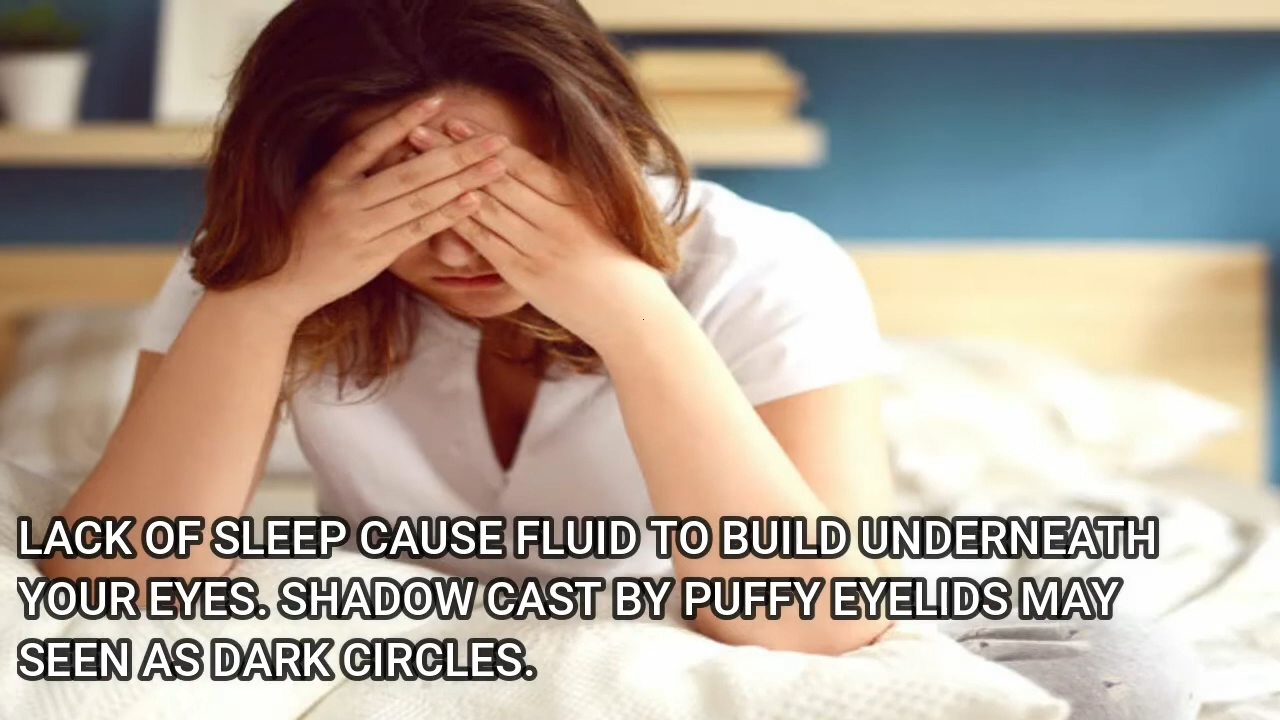 LACK OF SLEEP CAUSE FLUID TO BUILD UNDERNEATH
YOUR EYES. SHADOW CAST BY PUFFY EYELIDS MAY
SEEN AS DARK CIRCLES.